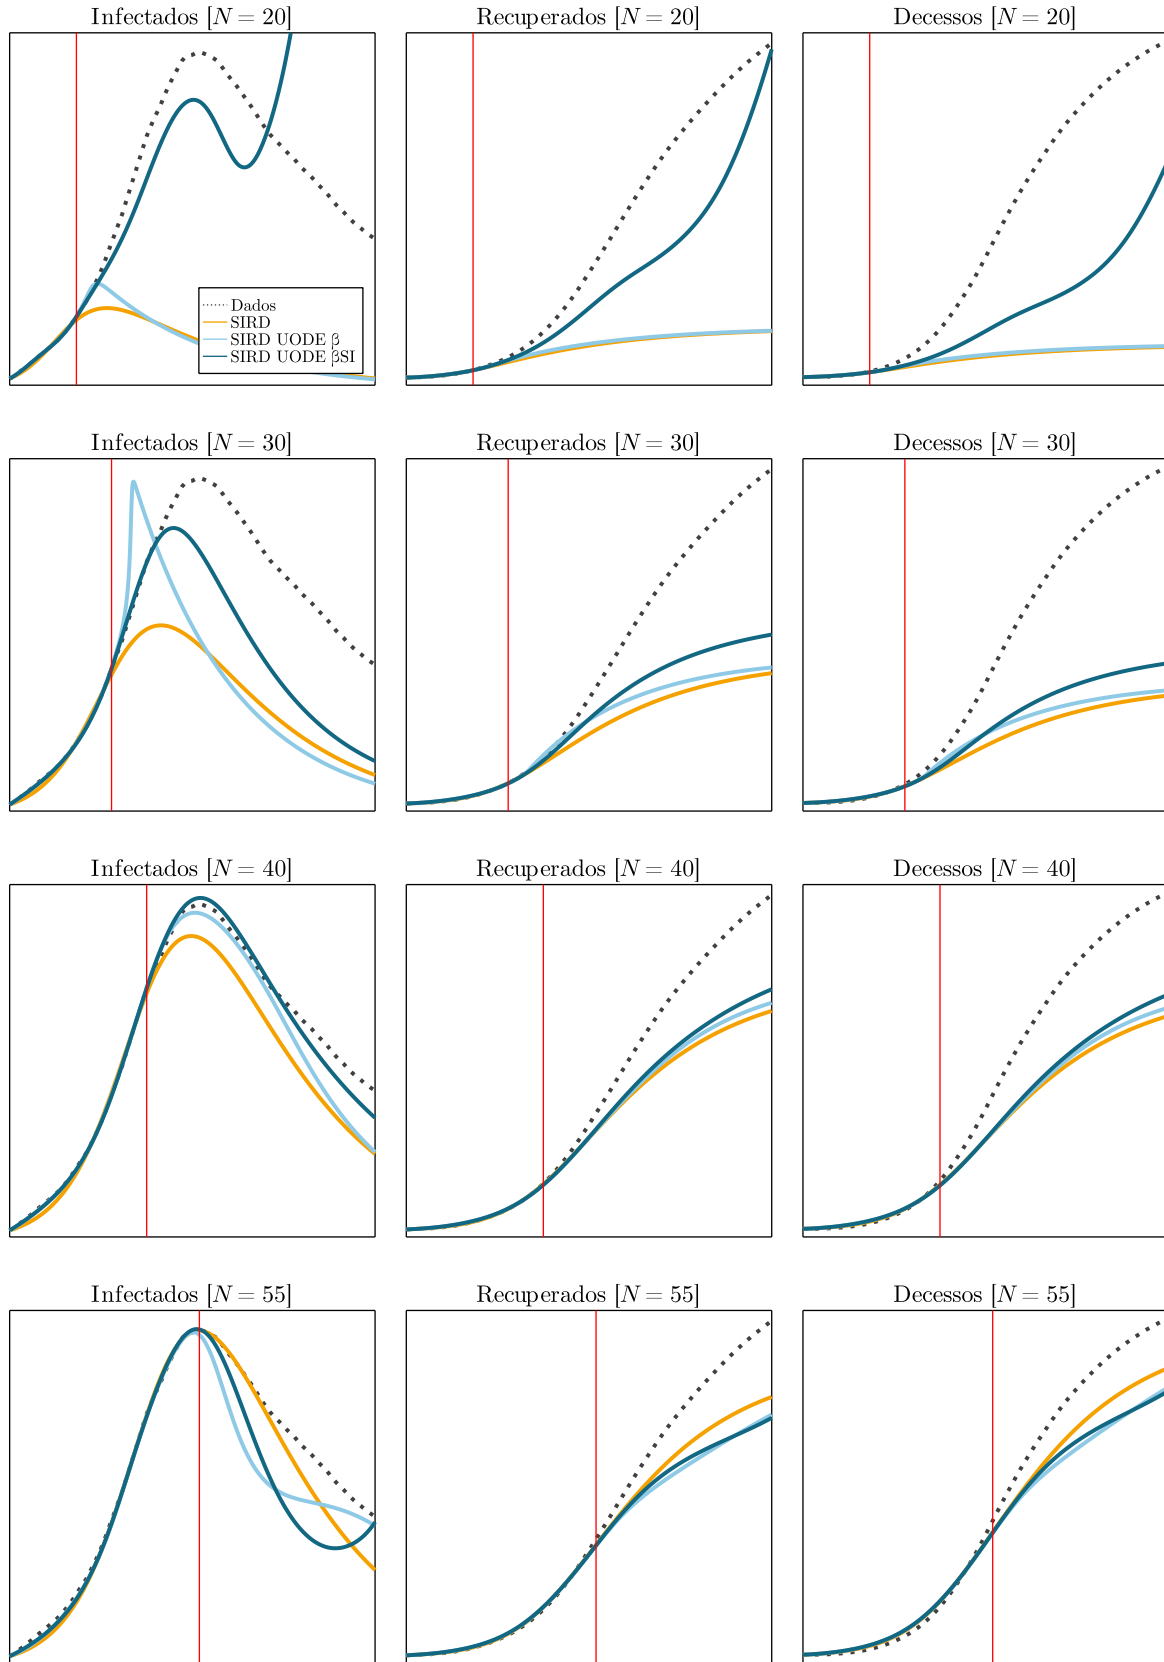 Infectados [N = 20]
Recuperados [N = 20]
Decessos [N = 20]
Dados
SIRD
SIRD UODE β
SIRD UODE βSI
Infectados [N = 30]
Recuperados [N = 30]
Decessos [N = 30]
Infectados [N = 40]
Recuperados [N = 40]
Decessos [N = 40]
Infectados [N = 55]
Recuperados [N = 55]
Decessos [N = 55]